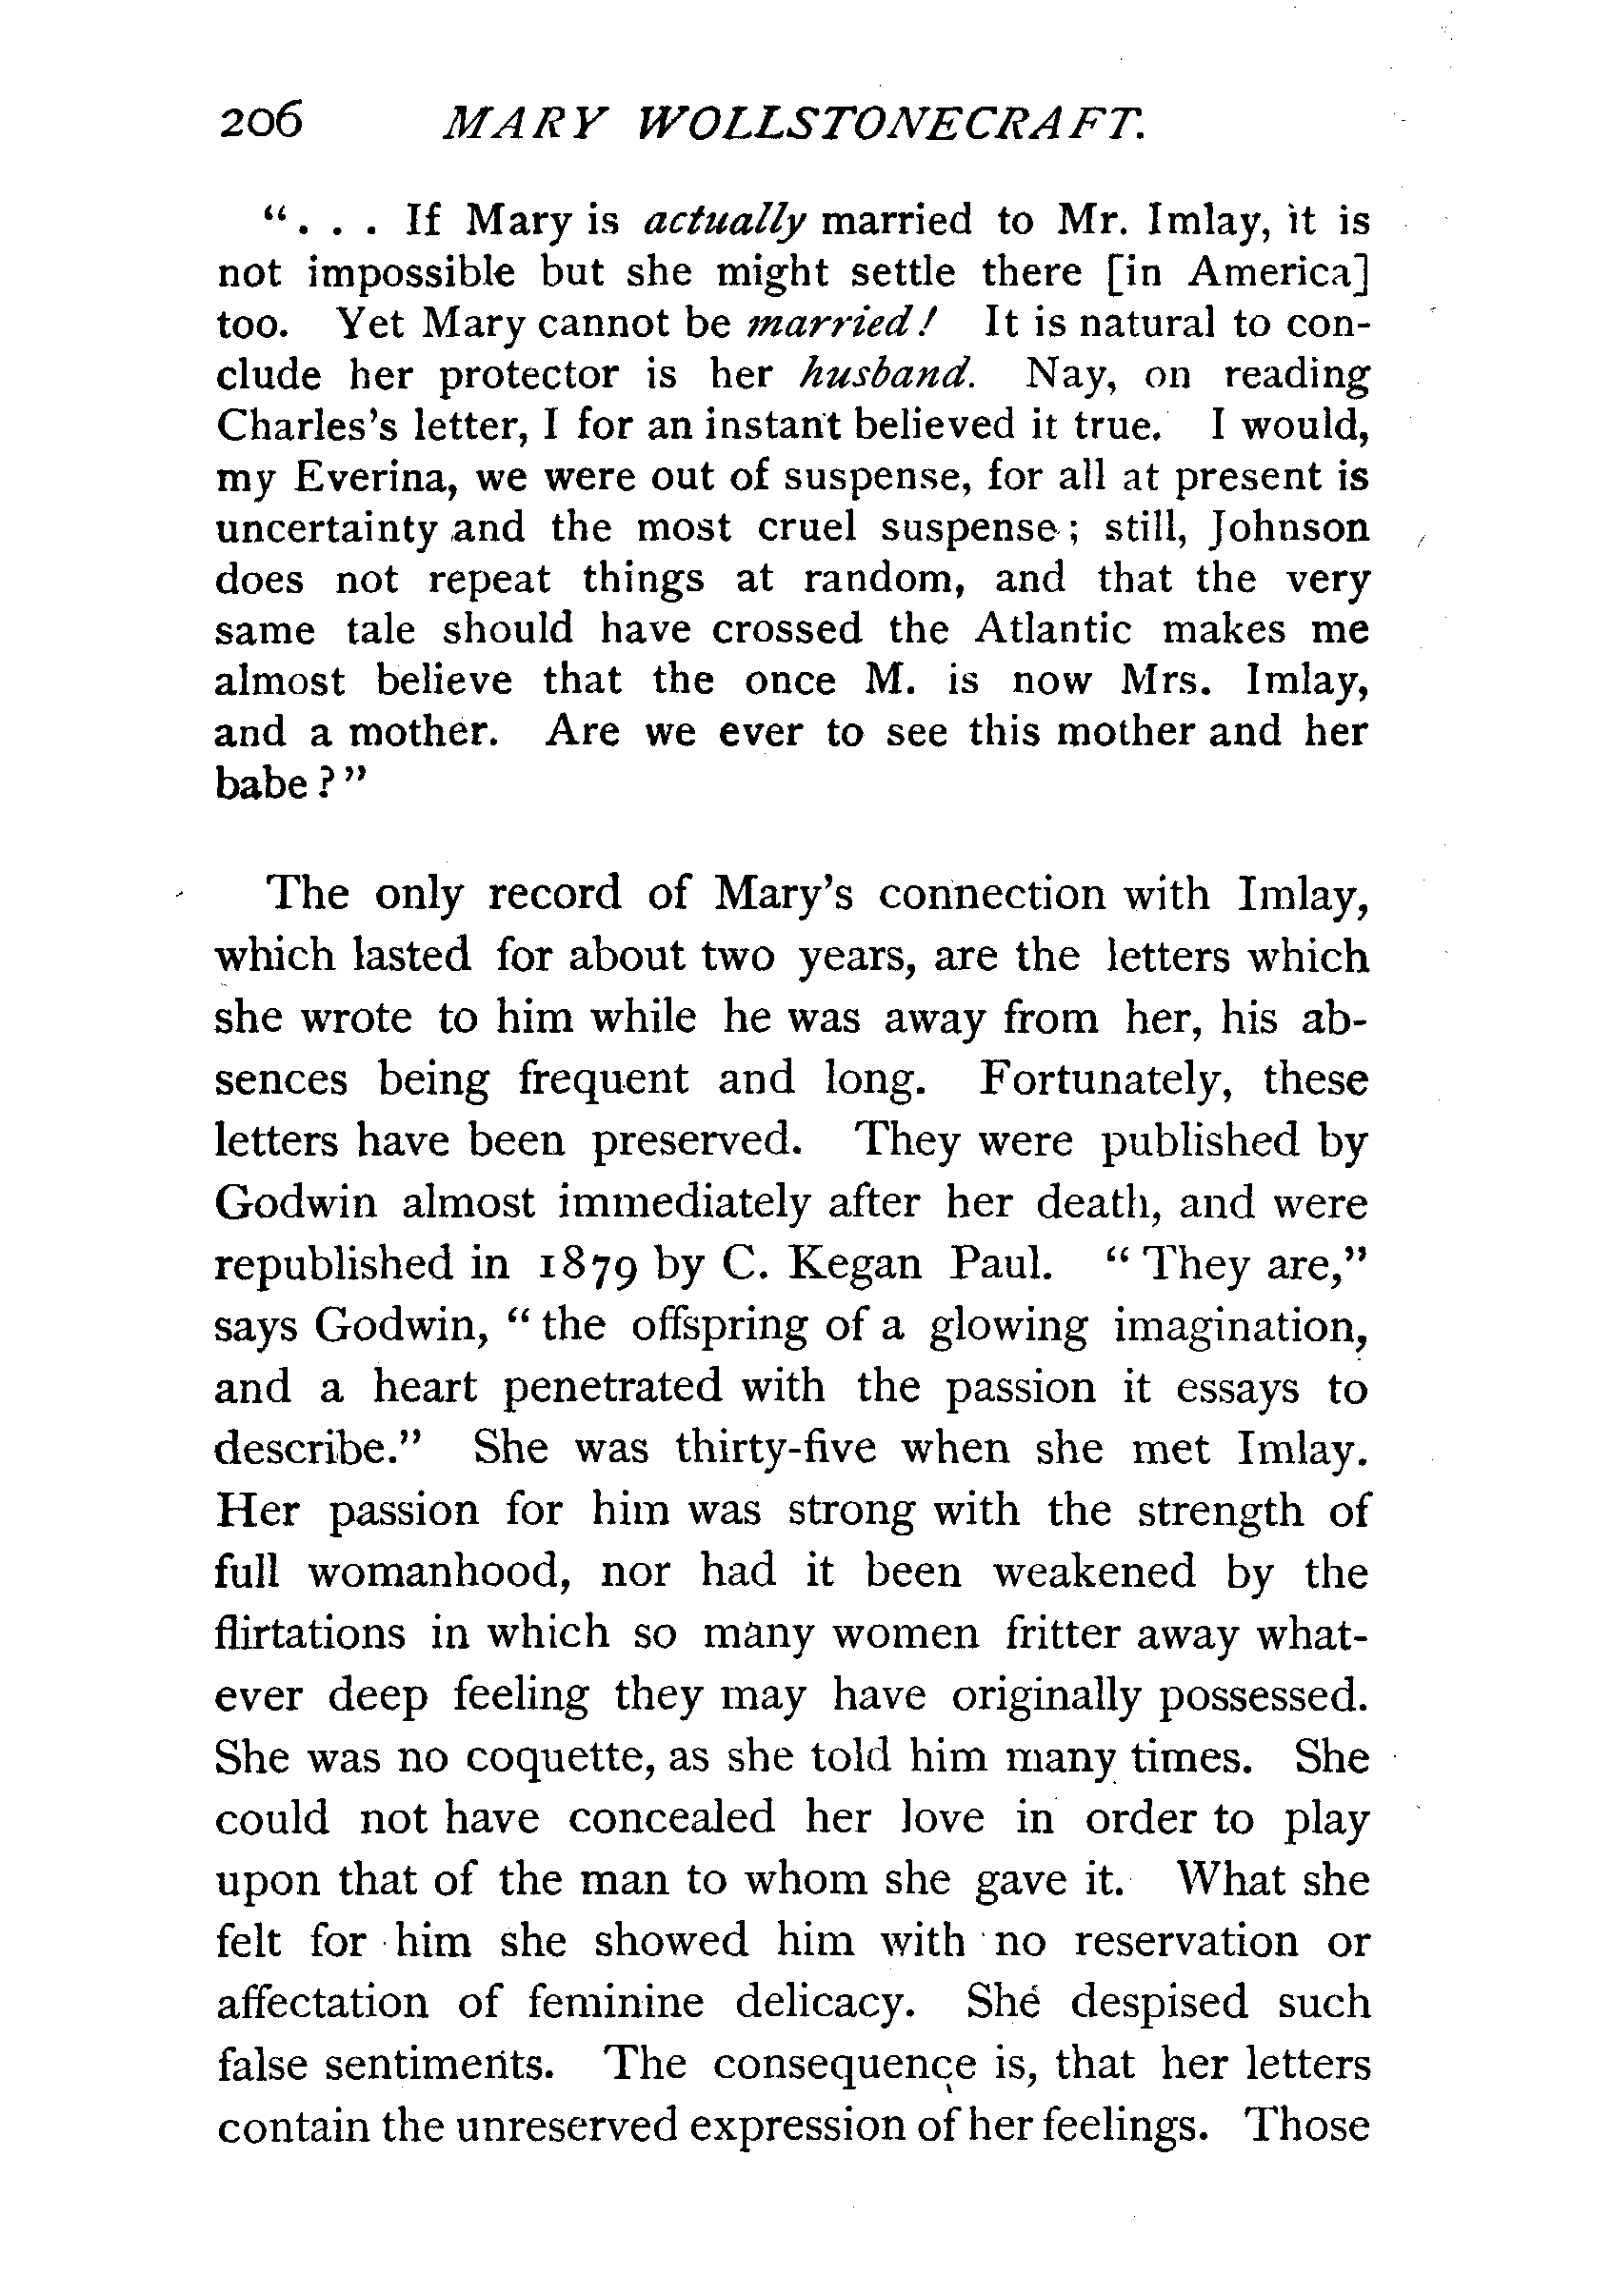 206 MARY WOLLSTONECRAFT.
". . . If Mary is actually married to Mr. Imlay, it is
not impossible but she might settle there [in America]
too. Yet Mary cannot be married! It is natural to con-
clude her protector is her husband. Nay, on reading
Charles's letter, I for an instant believed it true. I would,
my Everina, we were out of suspense, for all at present is
uncertainty and the most cruel suspense; still, Johnson
does not repeat things at random, and that the very
same tale should have crossed the Atlantic makes me
almost believe that the once M. is now Mrs. Imlay,
and a mother. Are we ever to see this mother and her
babe?"
The only record of Mary's connection with Imlay,
which lasted for about two years, are the letters which
she wrote to him while he was away from her, his ab-
sences being frequent and long. Fortunately, these
letters have been preserved. They were published by
Godwin almost immediately after her death, and were
republished in 1879 by C. Kegan Paul. "They are,"
says Godwin, "the offspring of a glowing imagination,
and a heart penetrated with the passion it essays to
describe." She was thirty-five when she met Imlay.
Her passion for him was strong with the strength of
full womanhood, nor had it been weakened by the
flirtations in which so many women fritter away what-
ever deep feeling they may have originally possessed.
She was no coquette, as she told him many times. She
could not have concealed her love in order to play
upon that of the man to whom she gave it. What she
felt for him she showed him with no reservation or
affectation of feminine delicacy. She despised such
false sentiments. The consequence is, that her letters
contain the unreserved expression of her feelings. Those